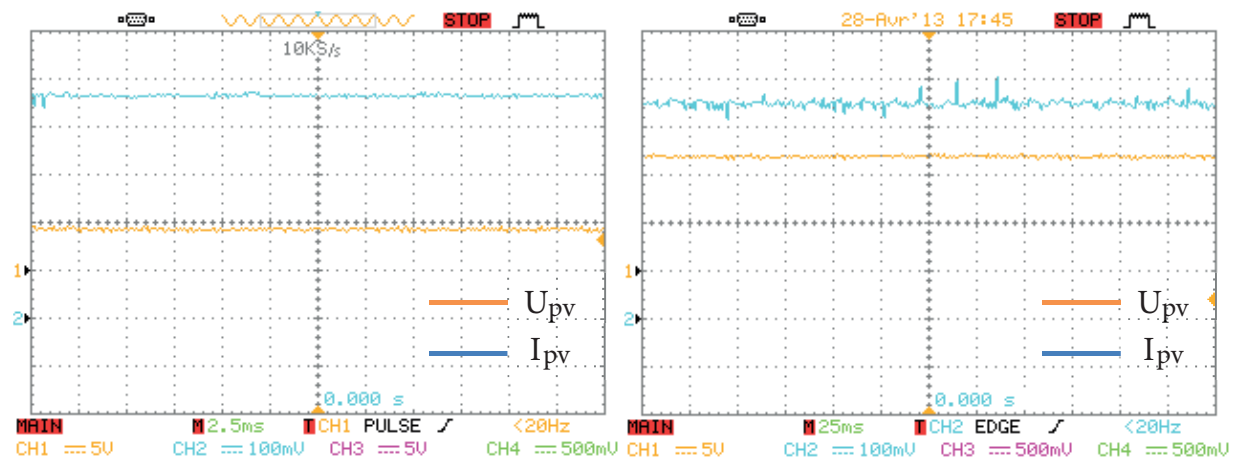 STOP
10KS/s
1
2
Upv
Ipv
0.000 s
MAIN M 2.5ms T CH1 PULSE <20Hz
CH1 5V CH2 100mV CH3 5V CH4 500mV
28-Avr'13 17:45 STOP
1
2
Upv
Ipv
0.000 s
MAIN M 25ms T CH2 EDGE <20Hz
CH1 5V CH2 100mV CH3 500mV CH4 500mV